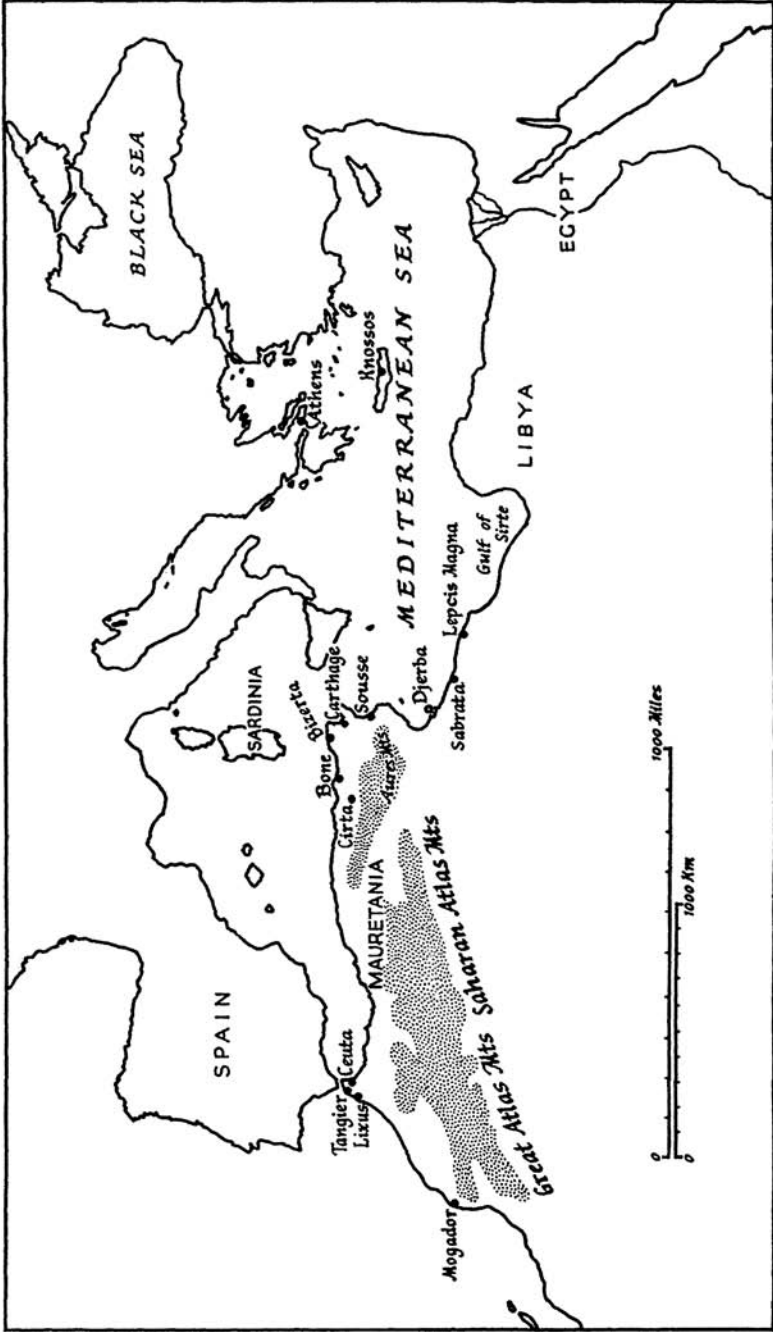 BLACK SEA
SPAIN
SARDINIA
Athens
Knossos
MEDITERRANEAN SEA
Tangier
Ceuta
Lixus
Bone
Bizerta
Carthage
Cirta
Sousse
Aures Mts.
MAURETANIA
Djerba
Sabrata
Lepcis Magna
Gulf of
Sirte
LIBYA
EGYPT
Mogador
Great Atlas Mts
Saharan Atlas Mts
0
1000 Miles
0
1000 Km